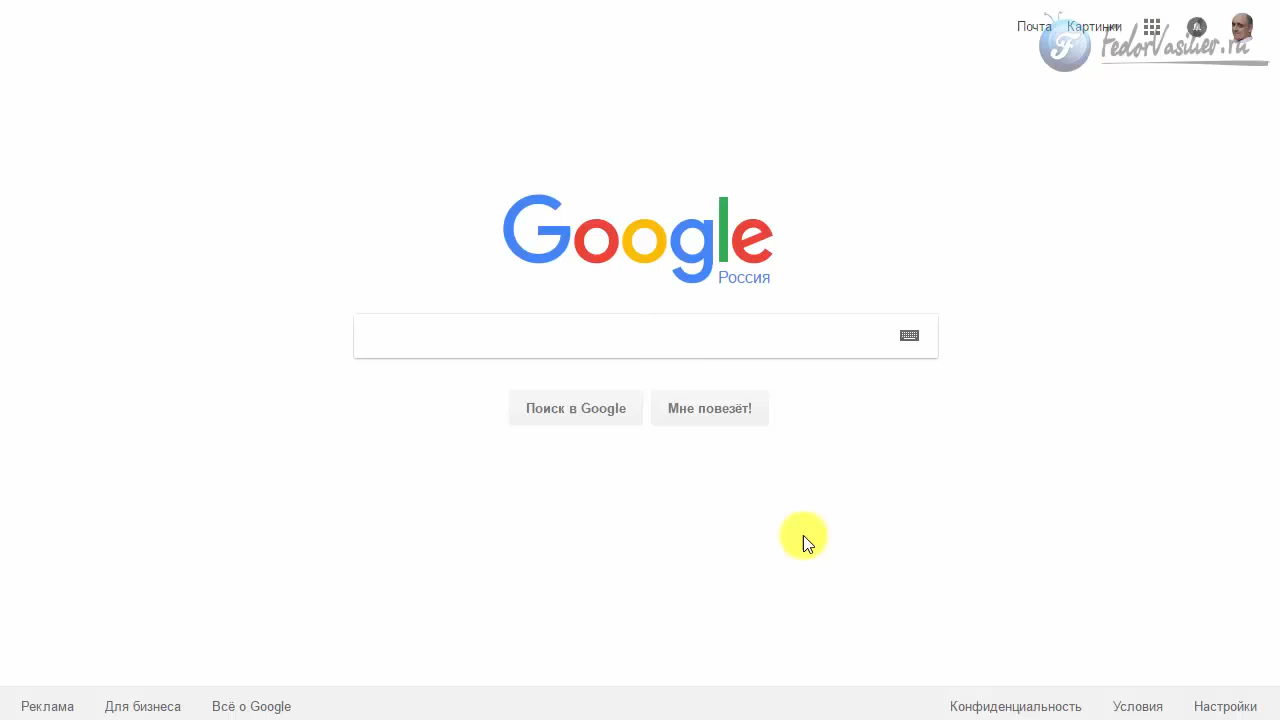 Почта Картинки
FedorVasiliev.ru
Google
Россия
Поиск в Google Мне повезёт!
Реклама Для бизнеса Всё о Google Конфиденциальность Условия Настройки